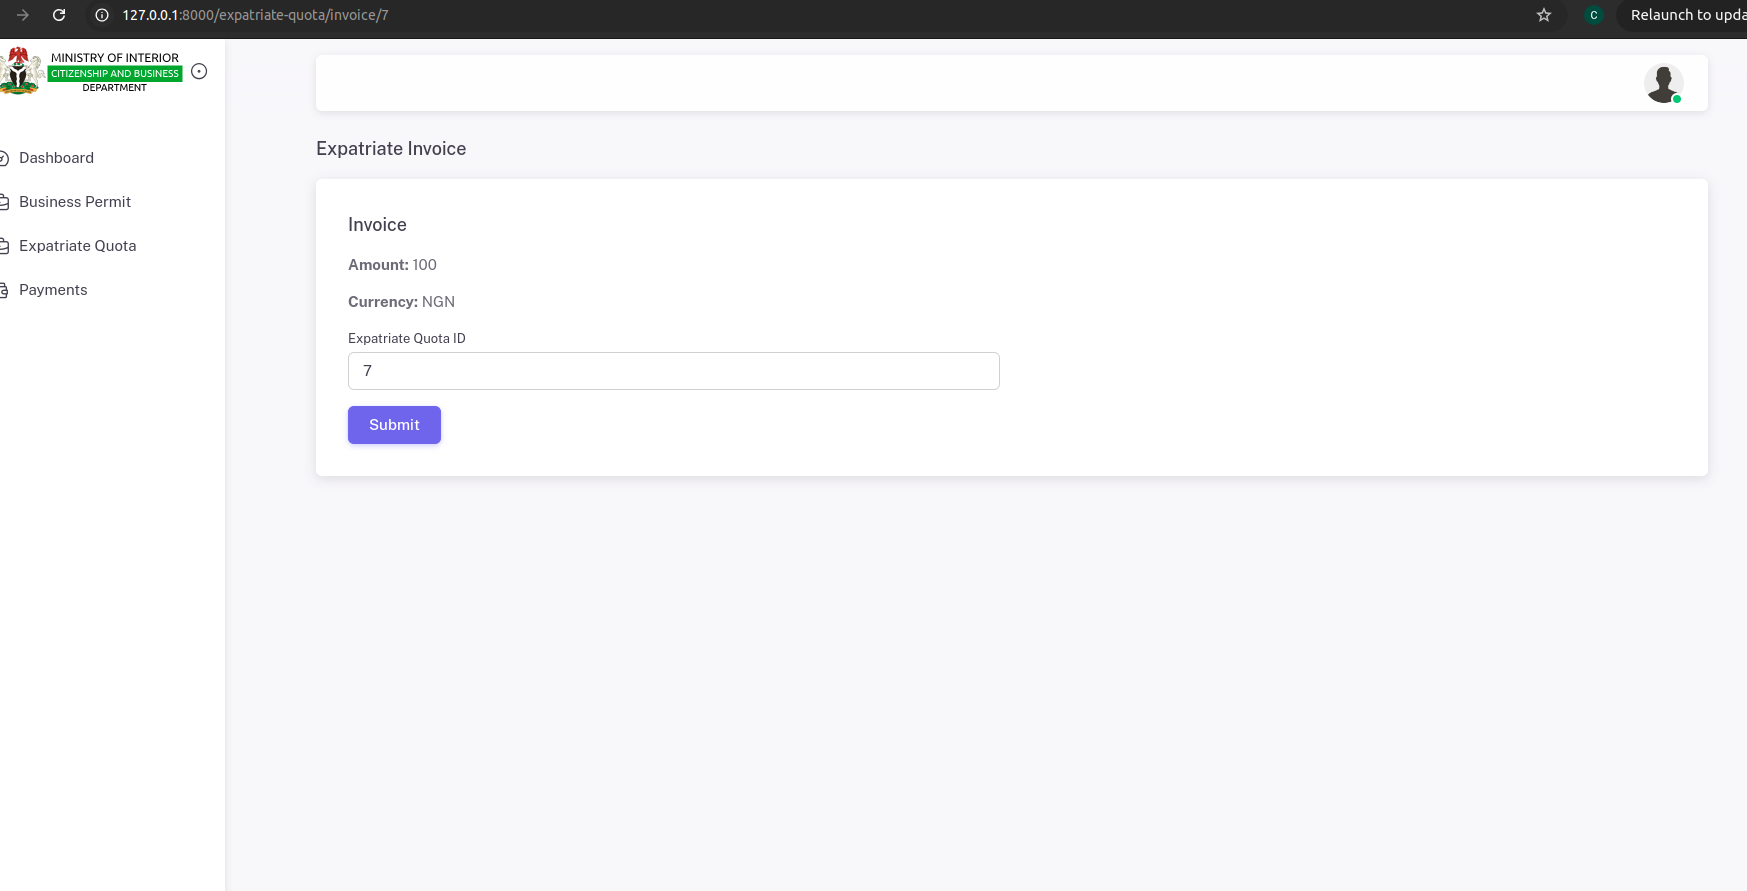 127.0.0.1:8000/expatriate-quota/invoice/7
C
Relaunch to upda
MINISTRY OF INTERIOR
CITIZENSHIP AND BUSINESS
DEPARTMENT
Dashboard
Business Permit
Expatriate Quota
Payments
Expatriate Invoice
Invoice
Amount: 100
Currency: NGN
Expatriate Quota ID
7
Submit